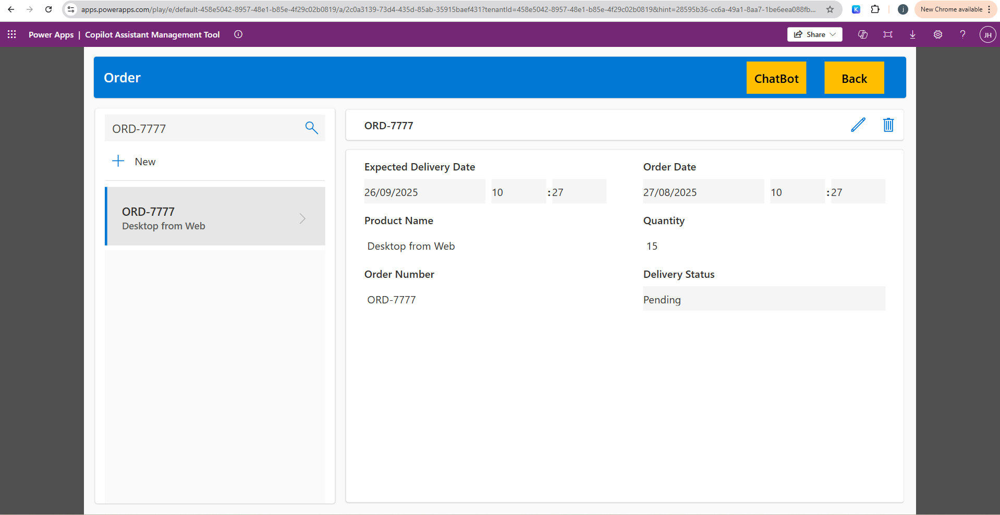 apps.powerapps.com/play/e/default-458e5042-8957-48e1-b85e-4f29c02b0819/a/2c0a3139-73d4-435d-85ab-35915baef431?tenantId=458e5042-8957-48e1-b85e-4f29c02b0819&hint=28595b36-cc6a-49a1-8aa7-1be6eea088fb...
K
j
New Chrome available
Power Apps | Copilot Assistant Management Tool
Share
?
JH
Order
ChatBot
Back
ORD-7777
New
ORD-7777
Desktop from Web
ORD-7777
Expected Delivery Date
Order Date
26/09/2025 10 : 27
27/08/2025 10 : 27
Product Name
Quantity
Desktop from Web
15
Order Number
Delivery Status
ORD-7777
Pending